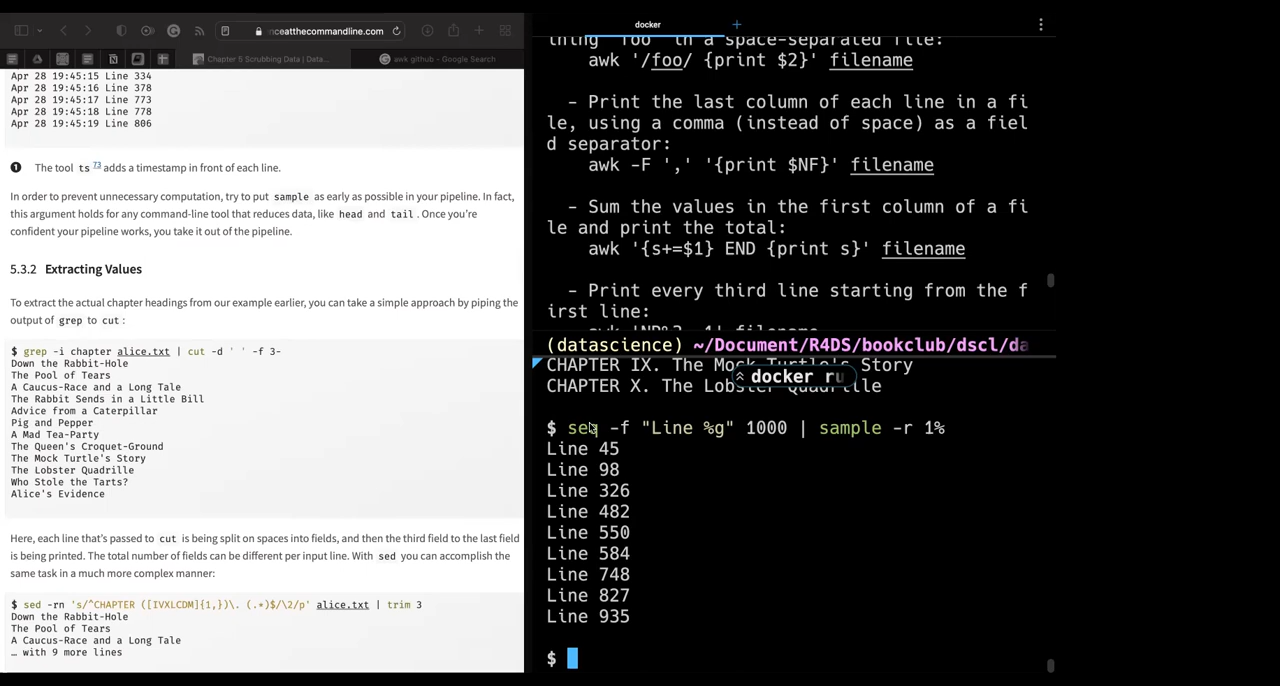 nceatthecommandline.com
Chapter 5 Scrubbing Data | Data...
awk github - Google Search
Apr 28 19:45:15 Line 334
Apr 28 19:45:16 Line 378
Apr 28 19:45:17 Line 773
Apr 28 19:45:18 Line 778
Apr 28 19:45:19 Line 806
1 The tool ts 73 adds a timestamp in front of each line.
In order to prevent unnecessary computation, try to put sample as early as possible in your pipeline. In fact,
this argument holds for any command-line tool that reduces data, like head and tail . Once you're
confident your pipeline works, you take it out of the pipeline.
5.3.2 Extracting Values
To extract the actual chapter headings from our example earlier, you can take a simple approach by piping the
output of grep to cut :
$ grep -i chapter alice.txt | cut -d ' ' -f 3-
Down the Rabbit-Hole
The Pool of Tears
A Caucus-Race and a Long Tale
The Rabbit Sends in a Little Bill
Advice from a Caterpillar
Pig and Pepper
A Mad Tea-Party
The Queen's Croquet-Ground
The Mock Turtle's Story
The Lobster Quadrille
Who Stole the Tarts?
Alice's Evidence
Here, each line that's passed to cut is being split on spaces into fields, and then the third field to the last field
is being printed. The total number of fields can be different per input line. With sed you can accomplish the
same task in a much more complex manner:
$ sed -rn 's/^CHAPTER ([IVXLCDM]{1,})\. (.*)$/\2/p' alice.txt | trim 3
Down the Rabbit-Hole
The Pool of Tears
A Caucus-Race and a Long Tale
… with 9 more lines
docker
thing 'foo' in a space-separated file:
awk '/foo/ {print $2}' filename
- Print the last column of each line in a fi
le, using a comma (instead of space) as a fiel
d separator:
awk -F ',' '{print $NF}' filename
- Sum the values in the first column of a fi
le and print the total:
awk '{s+=$1} END {print s}' filename
- Print every third line starting from the f
irst line:
(datascience) ~/Document/R4DS/bookclub/dscl/da
CHAPTER IX. The Mock Turtle's Story
CHAPTER X. The Lobster Quadrille
docker ru
$ seq -f "Line %g" 1000 | sample -r 1%
Line 45
Line 98
Line 326
Line 482
Line 550
Line 584
Line 748
Line 827
Line 935
$